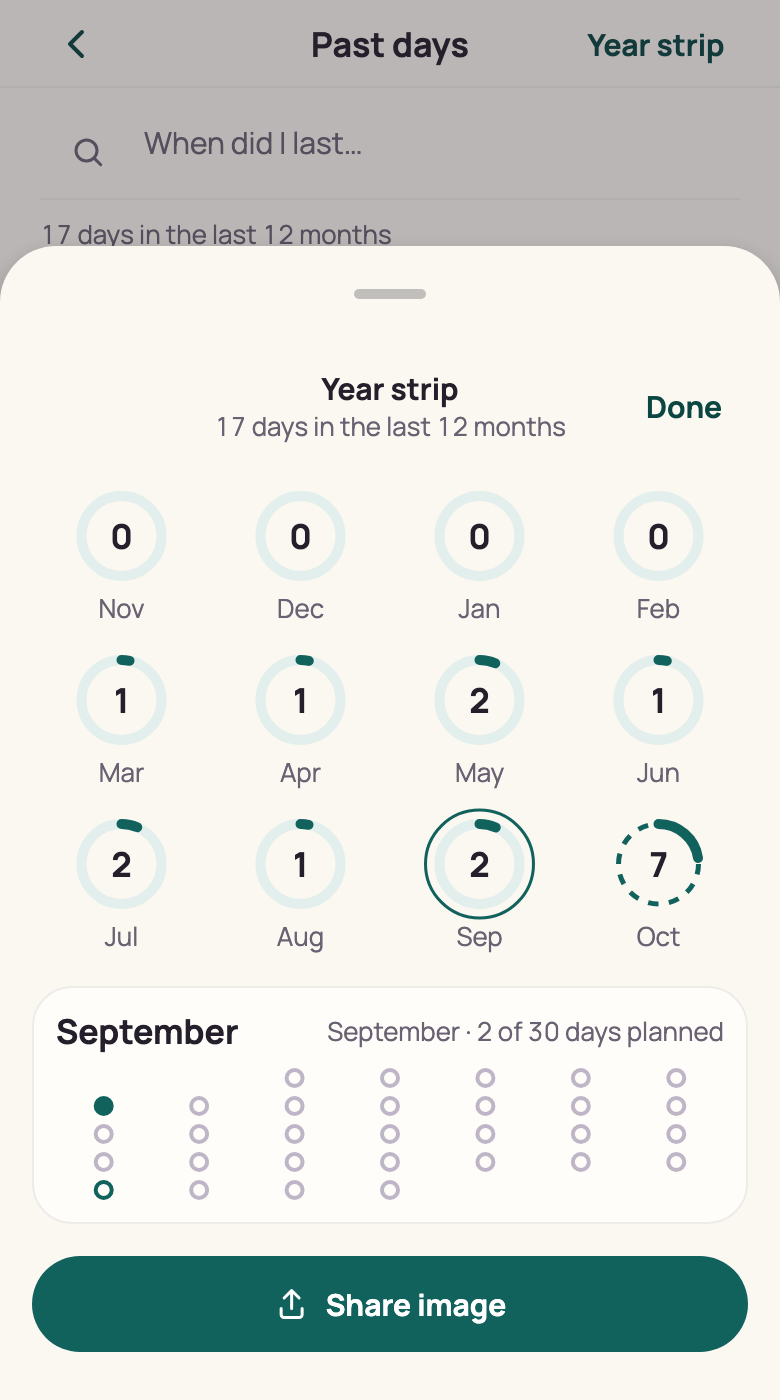 Past days
Year strip
When did I last...
17 days in the last 12 months
Year strip
17 days in the last 12 months
Done
0 0 0 0
Nov Dec Jan Feb
1 1 2 1
Mar Apr May Jun
2 1 2 7
Jul Aug Sep Oct
September
September · 2 of 30 days planned
Share image